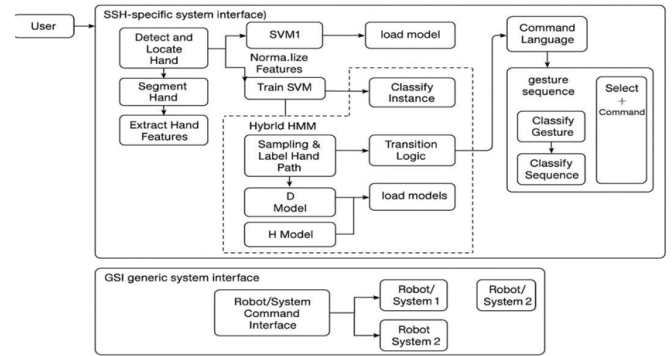 User
SSH-specific system interface)
Detect and
Locate
Hand
Segment
Hand
Extract Hand
Features
SVM1
load model
Norma.lize
Features
Train SVM
Classify
Instance
Hybrid HMM
Sampling &
Label Hand
Path
Transition
Logic
D
Model
load models
H Model
Command
Language
gesture
sequence
Classify
Gesture
Classify
Sequence
Select
+
Command
GSI generic system interface
Robot/System
Command
Interface
Robot/
System 1
Robot
System 2
Robot/
System 2